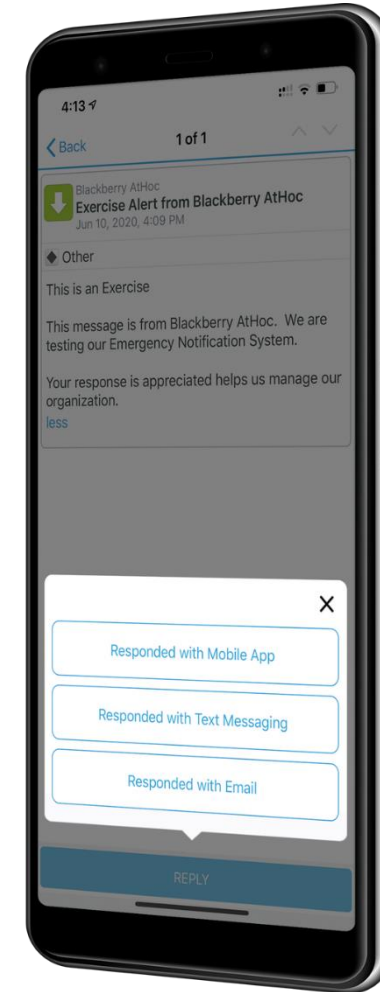 4:13
Back
1 of 1
Blackberry AtHoc
Exercise Alert from Blackberry AtHoc
Jun 10, 2020, 4:09 PM
Other
This is an Exercise
This message is from Blackberry AtHoc. We are
testing our Emergency Notification System.
Your response is appreciated helps us manage our
organization.
less
Responded with Mobile App
Responded with Text Messaging
Responded with Email
REPLY